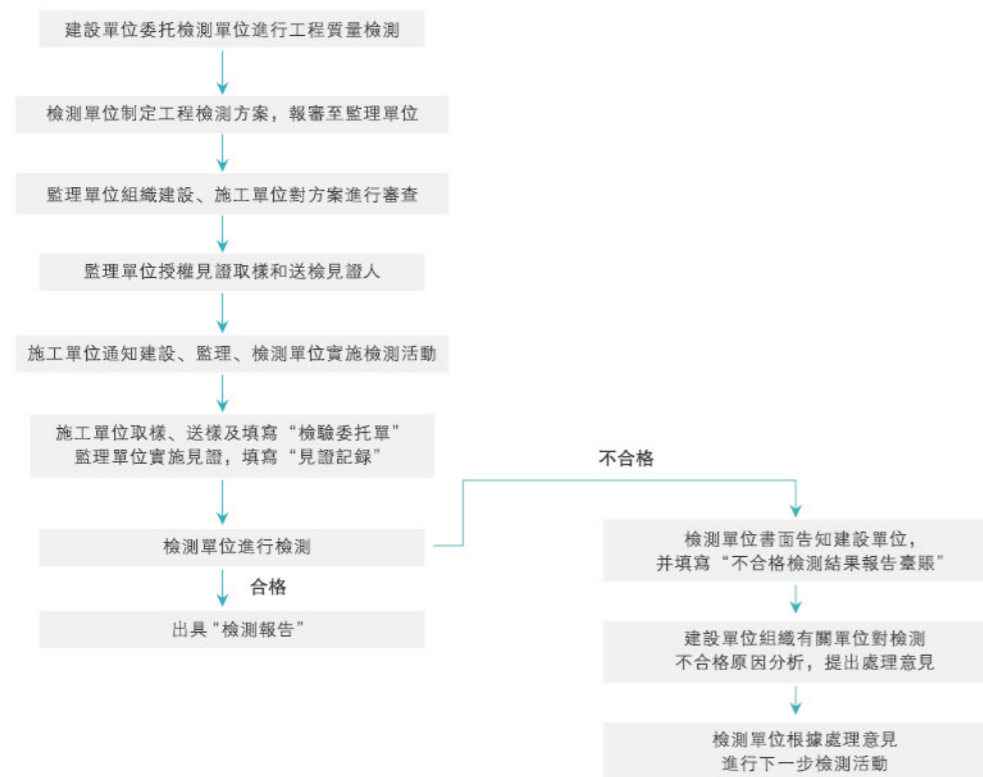 建設單位委托檢測單位進行工程質量檢測
檢測單位制定工程檢測方案，報審至監理單位
監理單位組織建設、施工單位對方案進行審查
監理單位授權見證取樣和送檢見證人
施工單位通知建設、監理、檢測單位實施檢測活動
施工單位取樣、送樣及填寫“檢驗委托單”
監理單位實施見證，填寫“見證記録”
檢測單位進行檢測
合格
出具“檢測報告”
不合格
檢測單位書面告知建設單位，
并填寫“不合格檢測結果報告臺賬”
建設單位組織有關單位對檢測
不合格原因分析，提出處理意見
檢測單位根據處理意見
進行下一步檢測活動